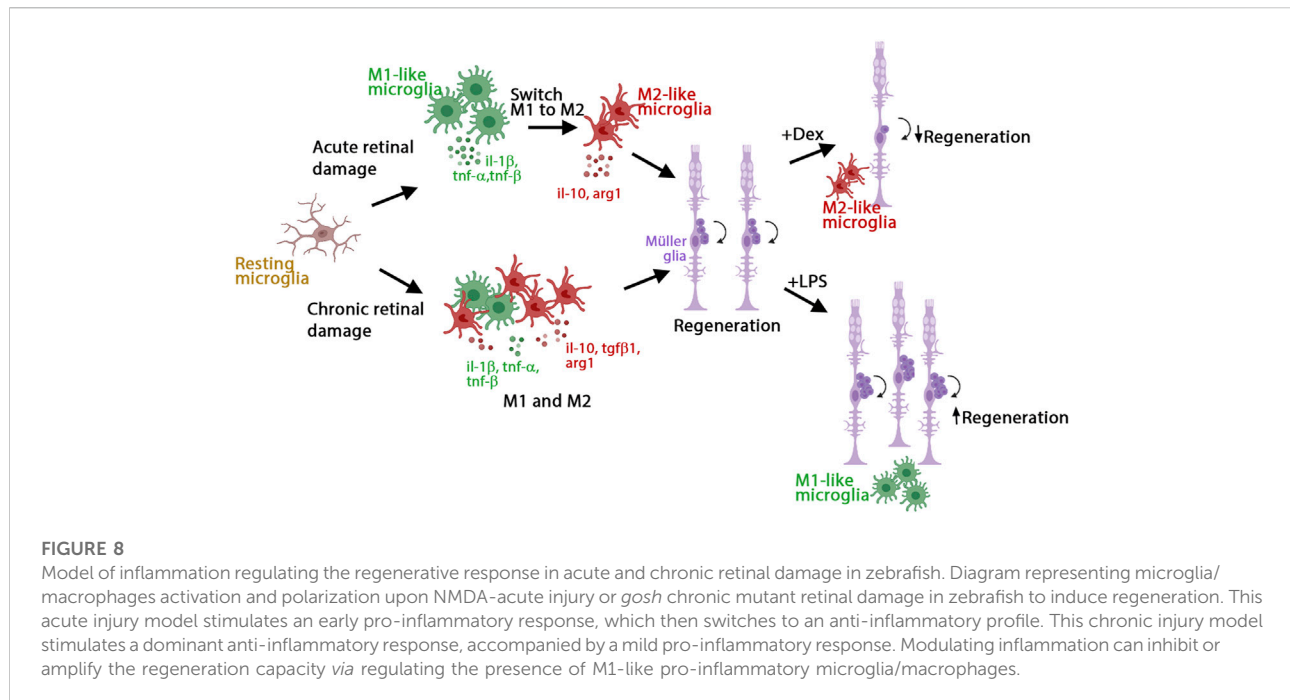 M1-like
microglia
Switch
M1 to M2
M2-like
microglia
Acute retinal
damage
il-1β,
tnf-α,tnf-β
il-10, arg1
+Dex
↓Regeneration
M2-like
microglia
Resting
microglia
Müller
glia
Chronic retinal
damage
+LPS
Regeneration
il-1β, tnf-α,
tnf-β
il-10, tgfβ1,
arg1
M1 and M2
↑Regeneration
M1-like
microglia
FIGURE 8
Model of inflammation regulating the regenerative response in acute and chronic retinal damage in zebrafish. Diagram representing microglia/
macrophages activation and polarization upon NMDA-acute injury or gosh chronic mutant retinal damage in zebrafish to induce regeneration. This
acute injury model stimulates an early pro-inflammatory response, which then switches to an anti-inflammatory profile. This chronic injury model
stimulates a dominant anti-inflammatory response, accompanied by a mild pro-inflammatory response. Modulating inflammation can inhibit or
amplify the regeneration capacity via regulating the presence of M1-like pro-inflammatory microglia/macrophages.